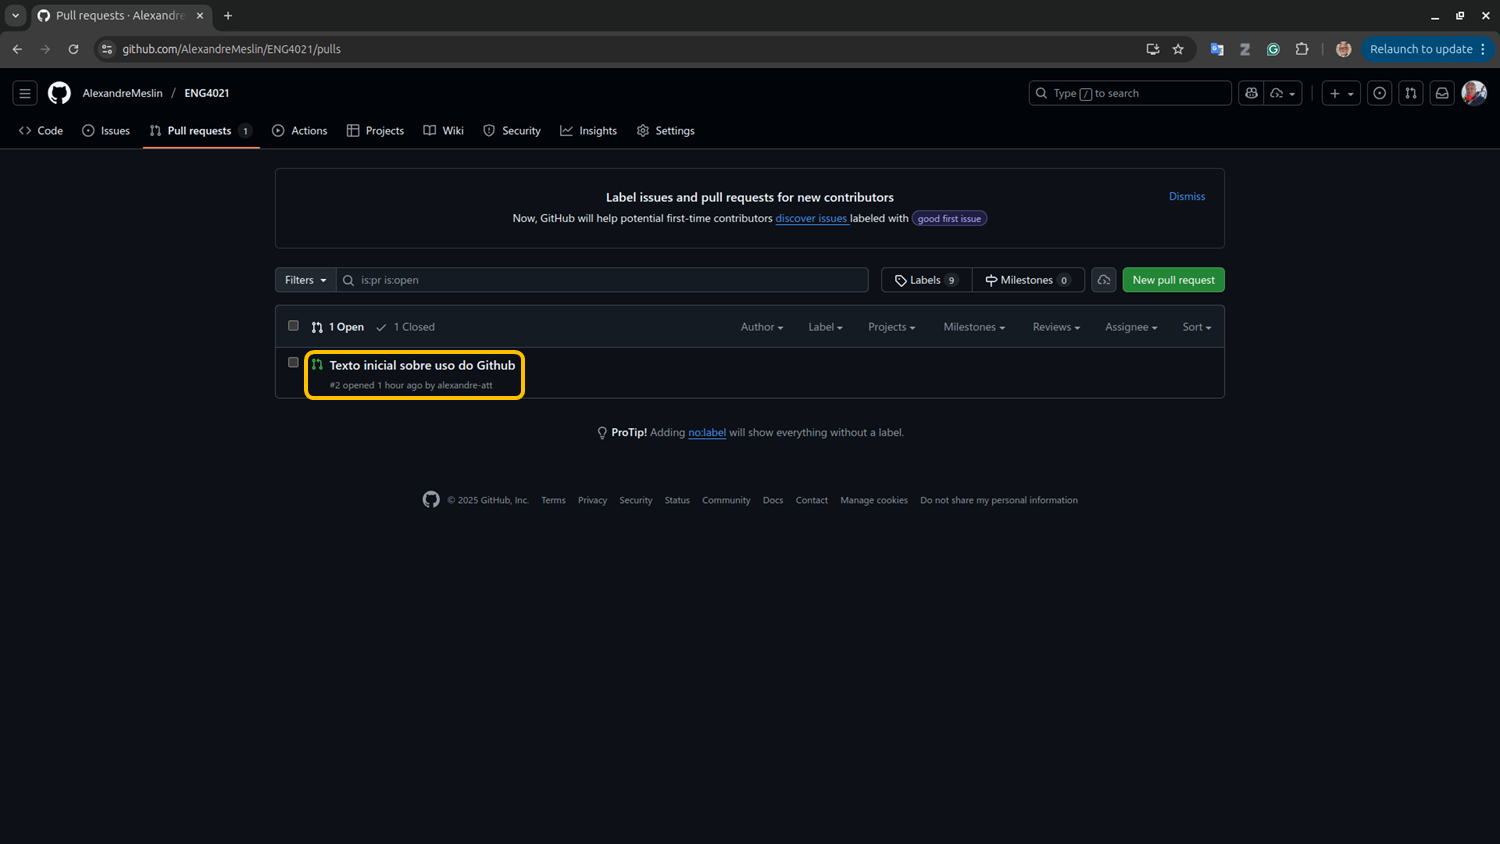 Pull requests · Alexandre
github.com/AlexandreMeslin/ENG4021/pulls
Relaunch to update
AlexandreMeslin / ENG4021
Type / to search
Code
Issues
Pull requests 1
Actions
Projects
Wiki
Security
Insights
Settings
Label issues and pull requests for new contributors
Dismiss
Now, GitHub will help potential first-time contributors discover issues labeled with good first issue
Filters
is:pr is:open
Labels 9
Milestones 0
New pull request
1 Open
1 Closed
Author
Label
Projects
Milestones
Reviews
Assignee
Sort
Texto inicial sobre uso do Github
#2 opened 1 hour ago by alexandre-att
ProTip! Adding no:label will show everything without a label.
© 2025 GitHub, Inc.
Terms
Privacy
Security
Status
Community
Docs
Contact
Manage cookies
Do not share my personal information